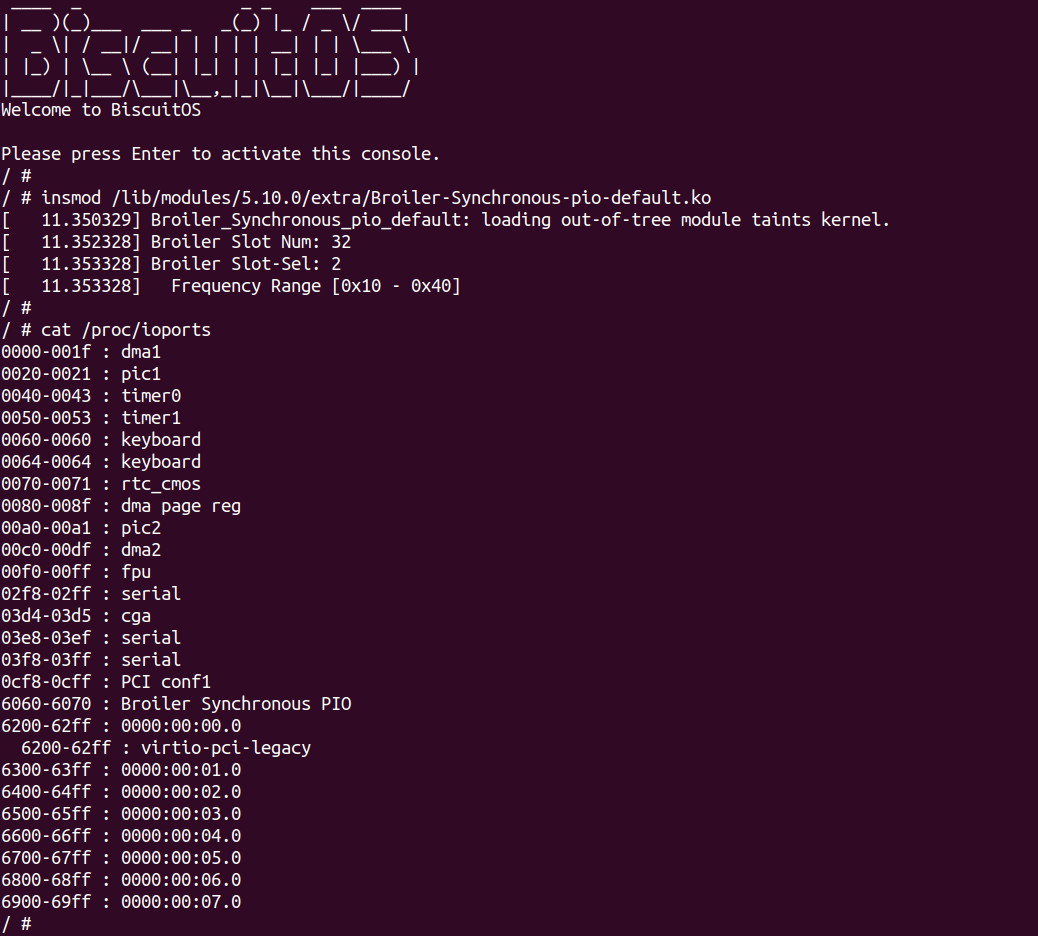 ____  _                _ _    ___  ____
| __ )(_)___  ___ _   _(_) |_ / _ \/ ___|
|  _ \| / __|/ __| | | | | __| | | \___ \
| |_) | \__ \ (__| |_| | | |_| |_| |___) |
|____/|_|___/\___|\__,_|_|\__|\___/|____/
Welcome to BiscuitOS

Please press Enter to activate this console.
/ #
/ # insmod /lib/modules/5.10.0/extra/Broiler-Synchronous-pio-default.ko
[   11.350329] Broiler_Synchronous_pio_default: loading out-of-tree module taints kernel.
[   11.352328] Broiler Slot Num: 32
[   11.353328] Broiler Slot-Sel: 2
[   11.353328]   Frequency Range [0x10 - 0x40]
/ #
/ # cat /proc/ioports
0000-001f : dma1
0020-0021 : pic1
0040-0043 : timer0
0050-0053 : timer1
0060-0060 : keyboard
0064-0064 : keyboard
0070-0071 : rtc_cmos
0080-008f : dma page reg
00a0-00a1 : pic2
00c0-00df : dma2
00f0-00ff : fpu
02f8-02ff : serial
03d4-03d5 : cga
03e8-03ef : serial
03f8-03ff : serial
0cf8-0cff : PCI conf1
6060-6070 : Broiler Synchronous PIO
6200-62ff : 0000:00:00.0
  6200-62ff : virtio-pci-legacy
6300-63ff : 0000:00:01.0
6400-64ff : 0000:00:02.0
6500-65ff : 0000:00:03.0
6600-66ff : 0000:00:04.0
6700-67ff : 0000:00:05.0
6800-68ff : 0000:00:06.0
6900-69ff : 0000:00:07.0
/ #